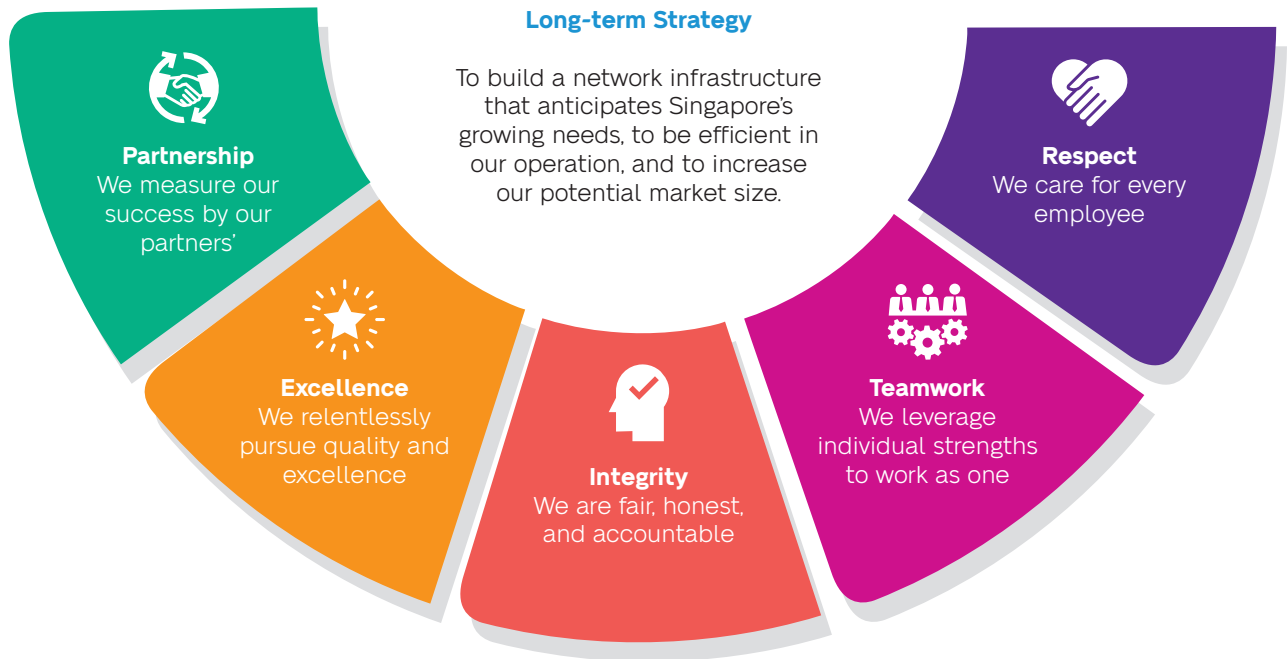 Long-term Strategy
To build a network infrastructure
that anticipates Singapore's
growing needs, to be efficient in
our operation, and to increase
our potential market size.
Partnership
We measure our
success by our
partners'
Excellence
We relentlessly
pursue quality and
excellence
Integrity
We are fair, honest,
and accountable
Teamwork
We leverage
individual strengths
to work as one
Respect
We care for every
employee